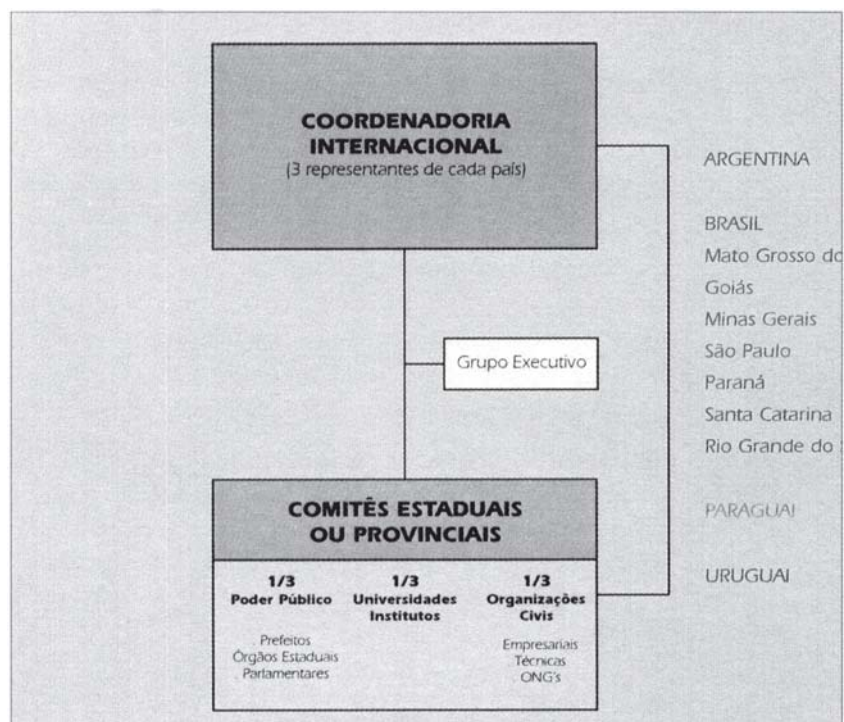 COORDENADORIA
INTERNACIONAL
(3 representantes de cada país)
Grupo Executivo
COMITÊS ESTADUAIS
OU PROVINCIAIS
1/3
Poder Público
Prefeitos
Órgãos Estaduais
Parlamentares
1/3
Universidades
Institutos
1/3
Organizações
Civis
Empresariais
Técnicas
ONG's
ARGENTINA
BRASIL
Mato Grosso do
Goiás
Minas Gerais
São Paulo
Paraná
Santa Catarina
Rio Grande do
PARAGUAI
URUGUAI